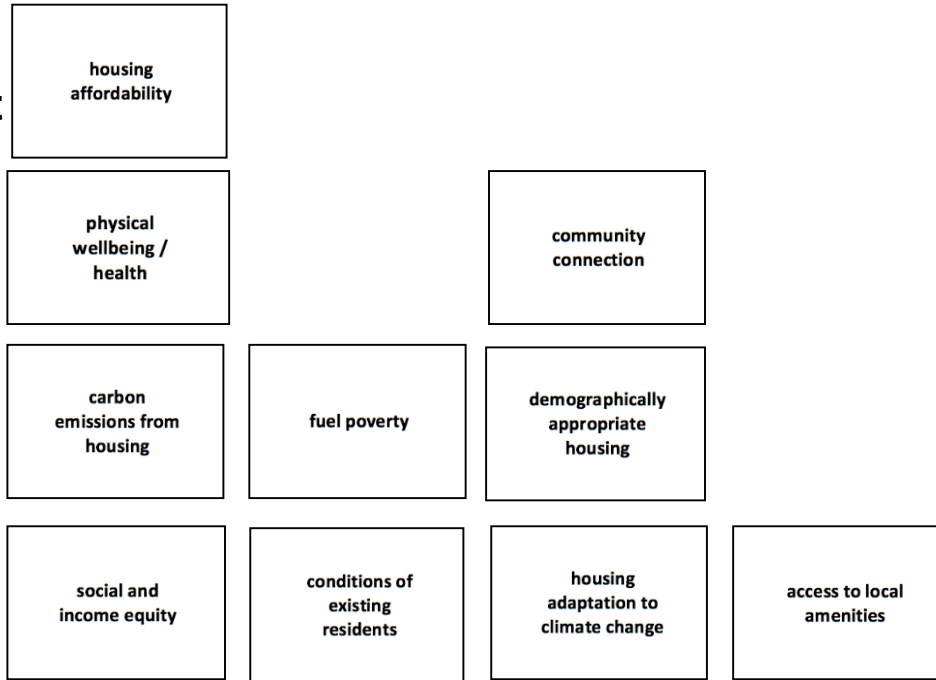 housing
affordability
physical
wellbeing /
health
community
connection
carbon
emissions from
housing
fuel poverty
demographically
appropriate
housing
social and
income equity
conditions of
existing
residents
housing
adaptation to
climate change
access to local
amenities